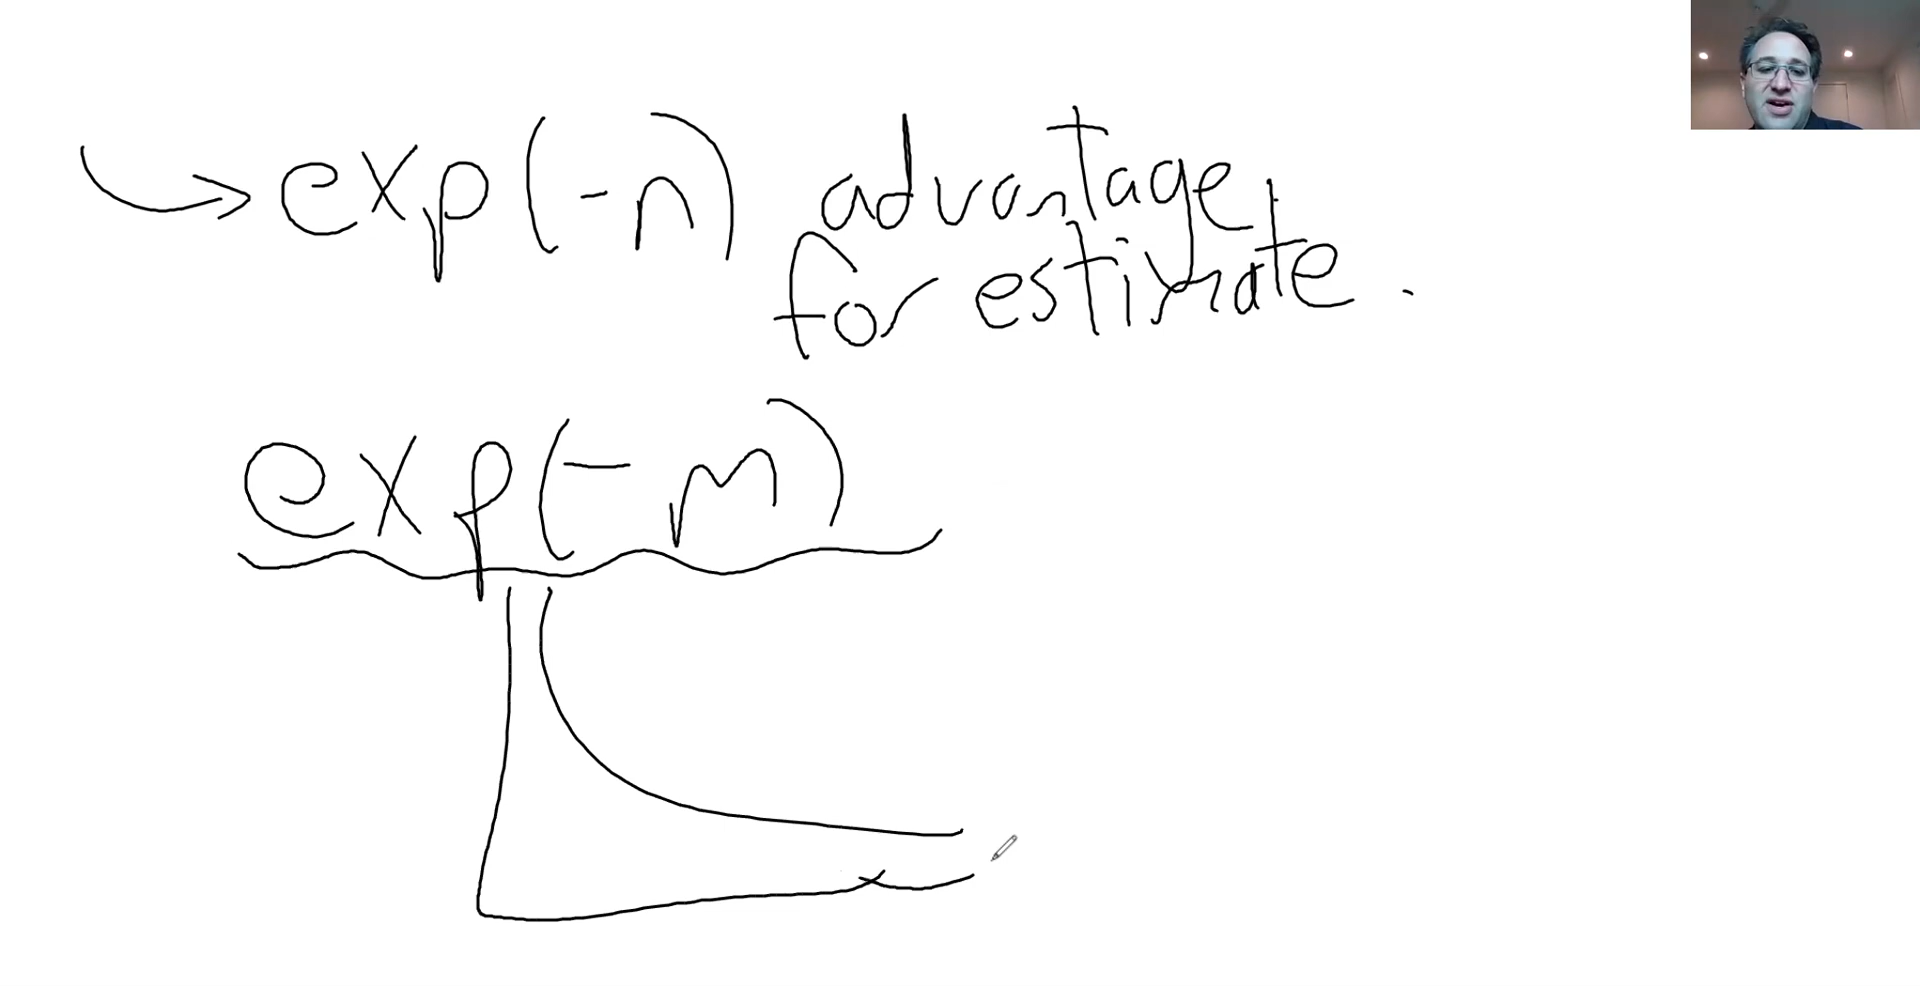 exp(-n) advantage
for estimate.
exp(-m)